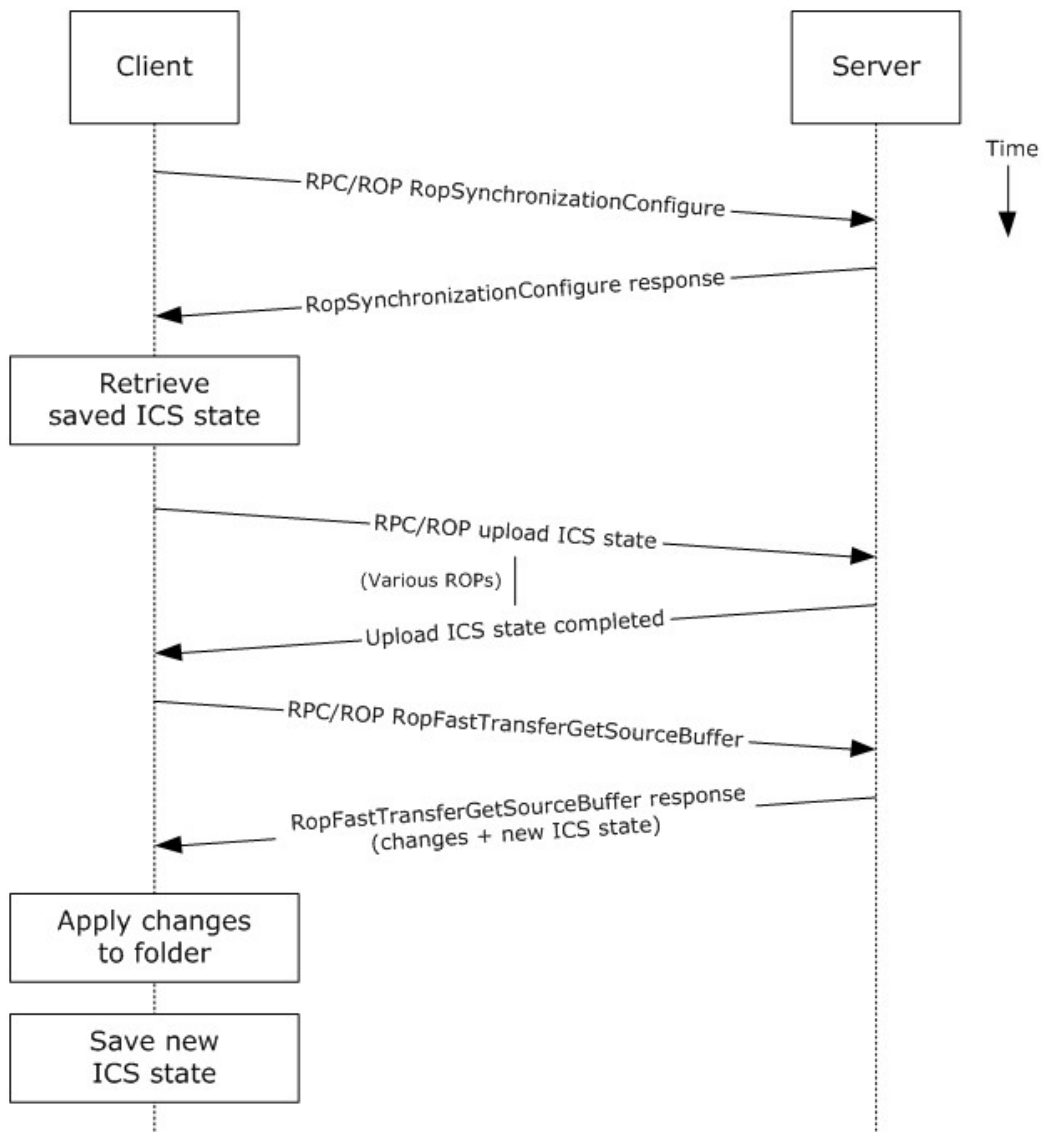 Client
Server
Time
RPC/ROP RopSynchronizationConfigure
RopSynchronizationConfigure response
Retrieve
saved ICS state
RPC/ROP upload ICS state
(Various ROPs)
Upload ICS state completed
RPC/ROP RopFastTransferGetSourceBuffer
RopFastTransferGetSourceBuffer response
(changes + new ICS state)
Apply changes
to folder
Save new
ICS state